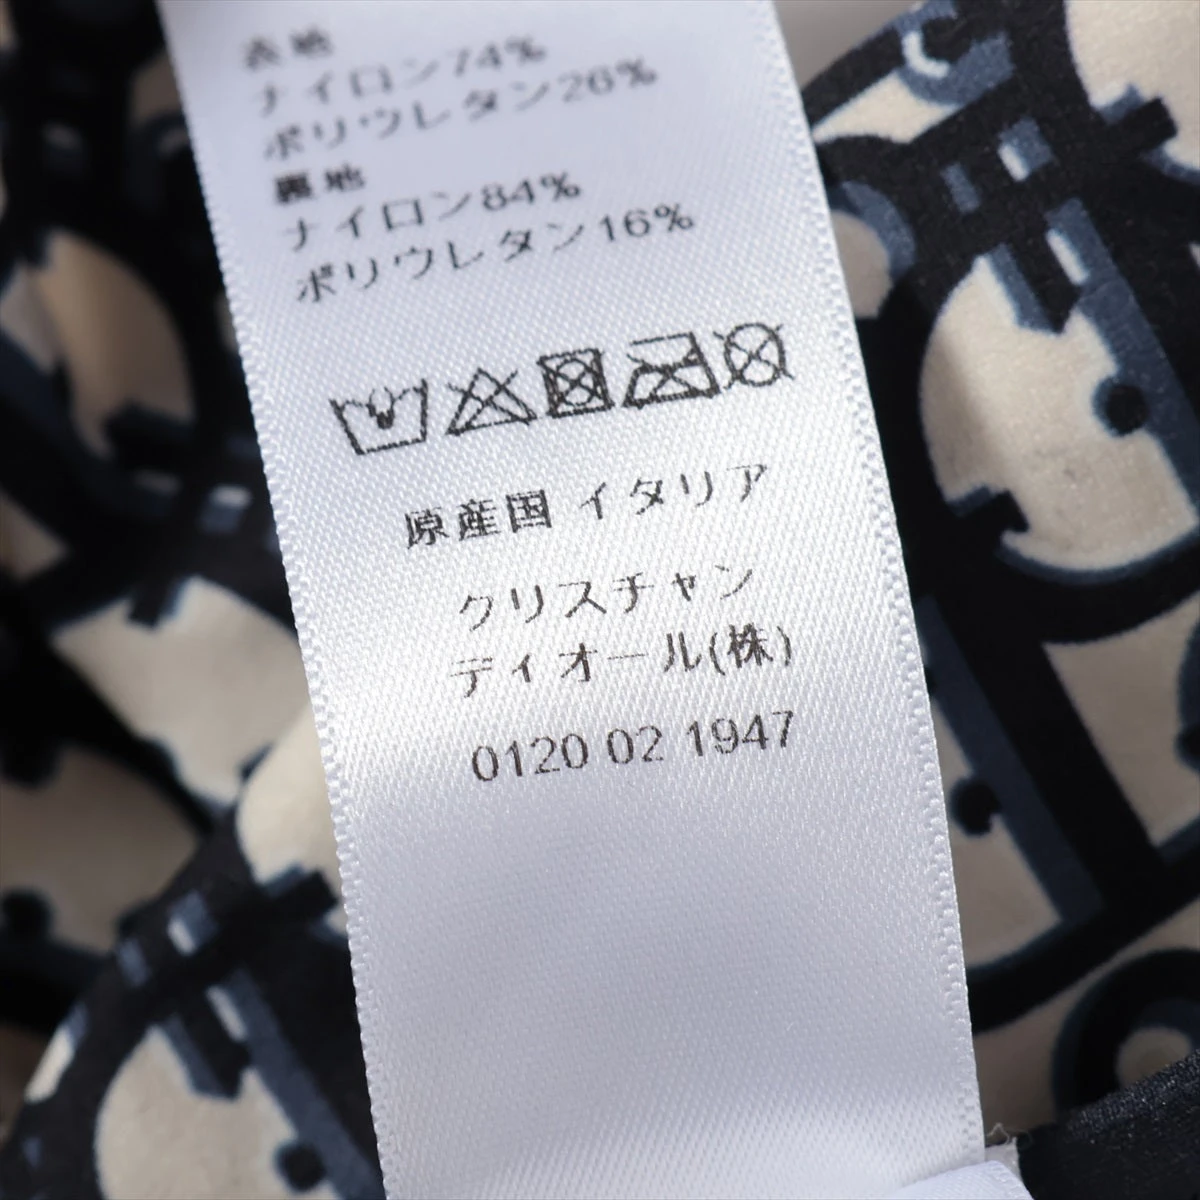 表地
ナイロン74%
ポリウレタン26%
裏地
ナイロン84%
ポリウレタン16%
原産国 イタリア
クリスチャン
ディオール(株)
0120 02 1947